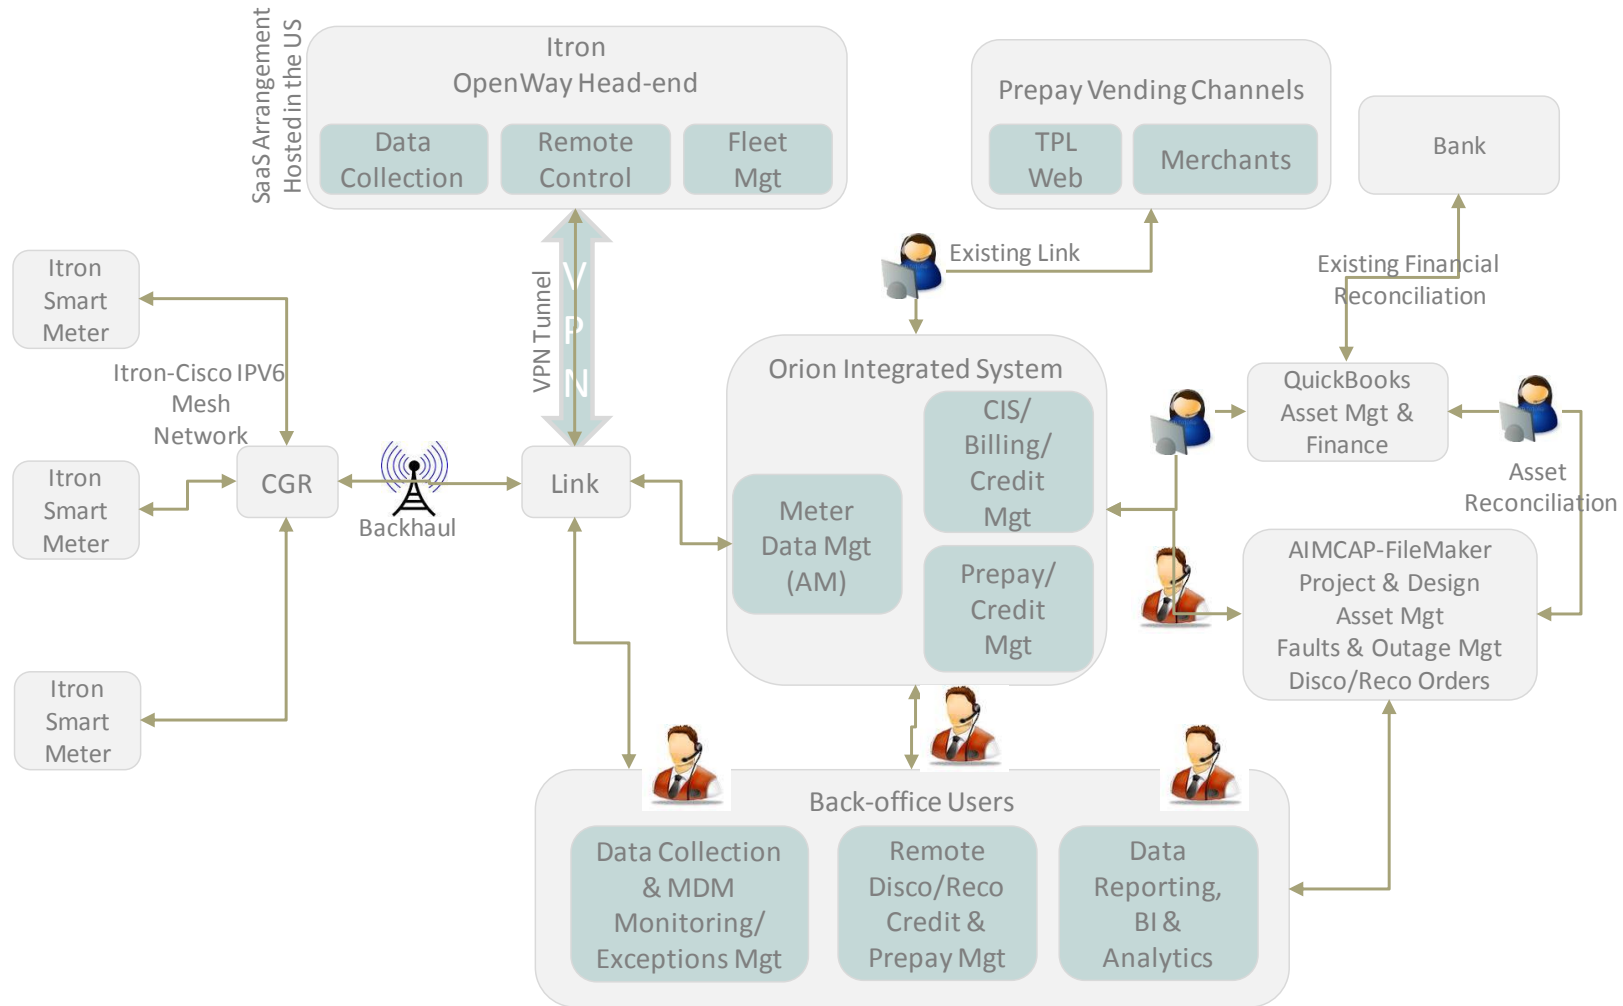 SaaS Arrangement
Hosted in the US
Itron
OpenWay Head-end
Data
Collection
Remote
Control
Fleet
Mgt
Prepay Vending Channels
TPL
Web
Merchants
Bank
Existing Link
Existing Financial
Reconciliation
Itron
Smart
Meter
Itron-Cisco IPV6
Mesh
Network
VPN Tunnel
V
P
N
Orion Integrated System
CIS/
Billing/
Credit
Mgt
Meter
Data Mgt
(AM)
Prepay/
Credit
Mgt
QuickBooks
Asset Mgt &
Finance
Asset
Reconciliation
Itron
Smart
Meter
CGR
Backhaul
Link
AIMCAP-FileMaker
Project & Design
Asset Mgt
Faults & Outage Mgt
Disco/Reco Orders
Itron
Smart
Meter
Back-office Users
Data Collection
& MDM
Monitoring/
Exceptions Mgt
Remote
Disco/Reco
Credit &
Prepay Mgt
Data
Reporting,
BI &
Analytics